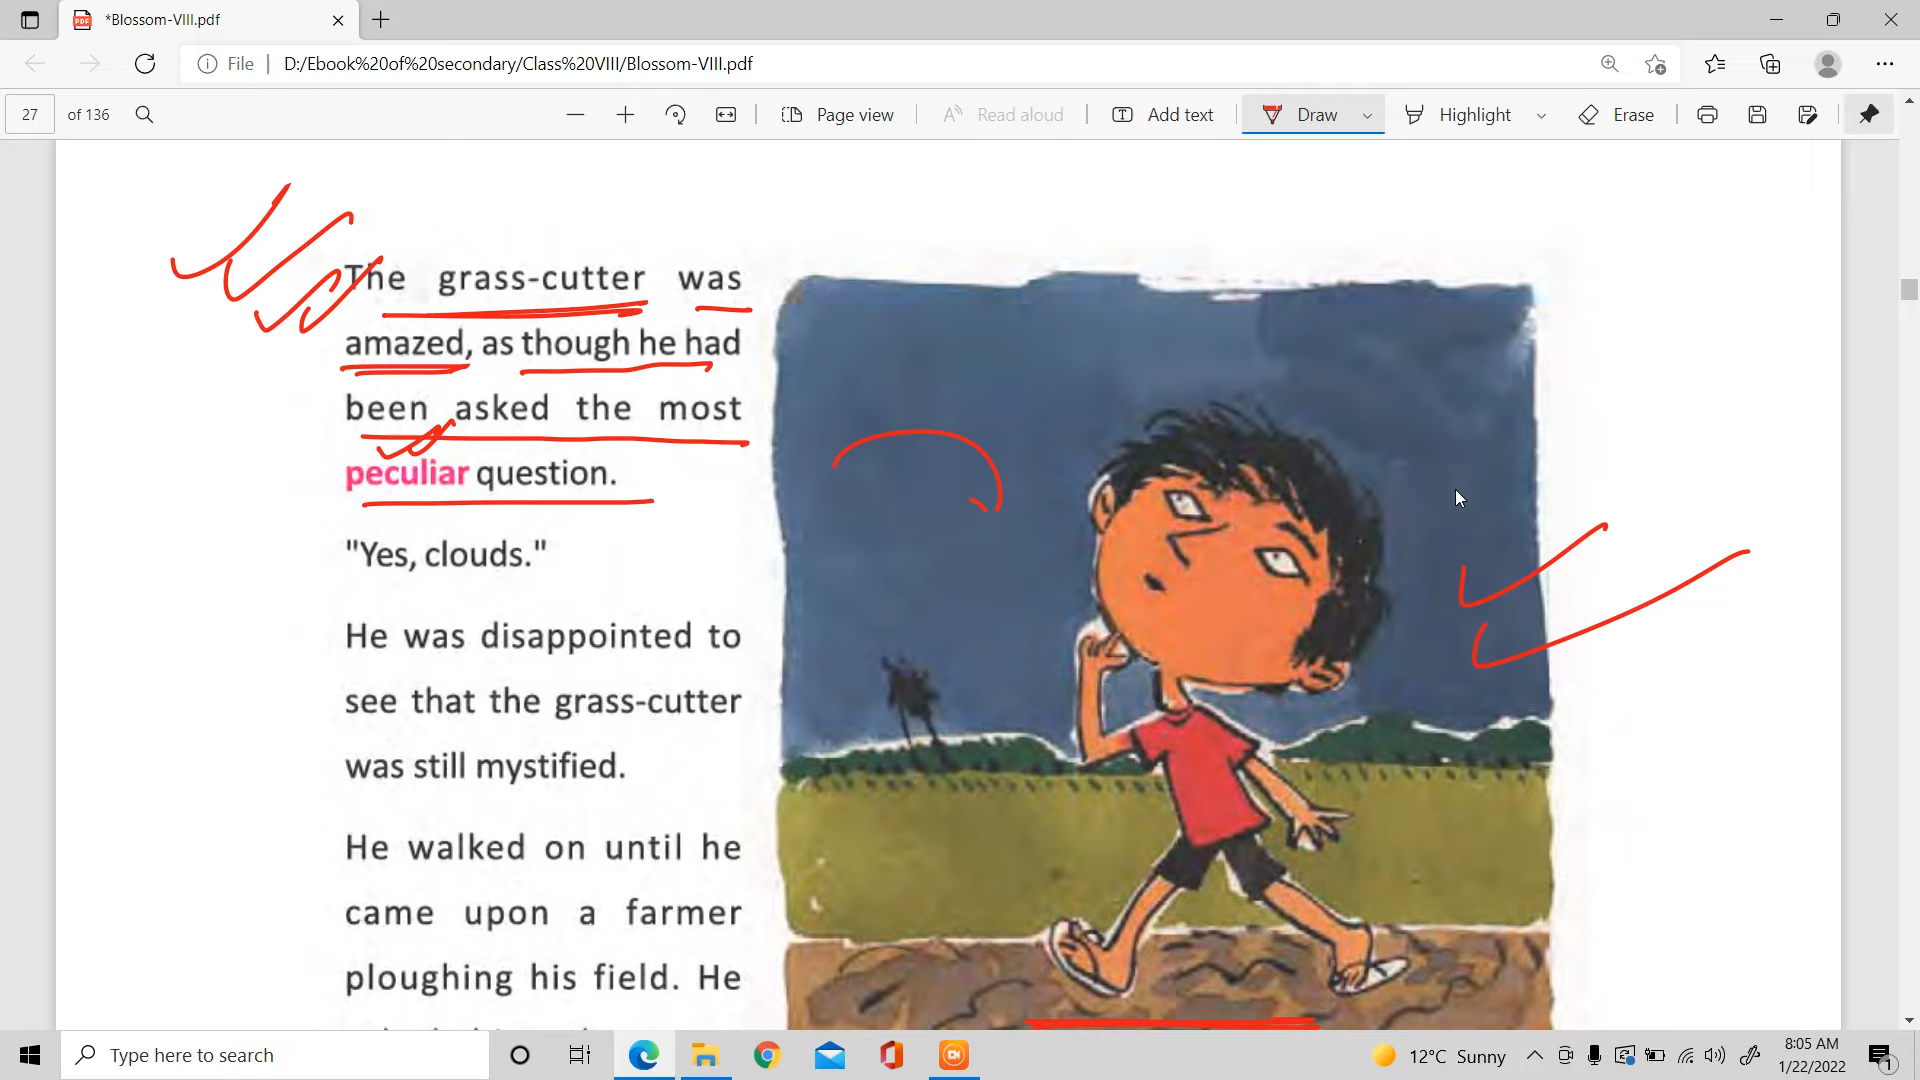 *Blossom-VIII.pdf
File D:/Ebook%20of%20secondary/Class%20VIII/Blossom-VIII.pdf
27 of 136 Page view Read aloud Add text Draw Highlight Erase
The grass-cutter was
amazed, as though he had
been asked the most
peculiar question.
"Yes, clouds."
He was disappointed to
see that the grass-cutter
was still mystified.
He walked on until he
came upon a farmer
ploughing his field. He
Type here to search
12°C Sunny
8:05 AM
1/22/2022
1